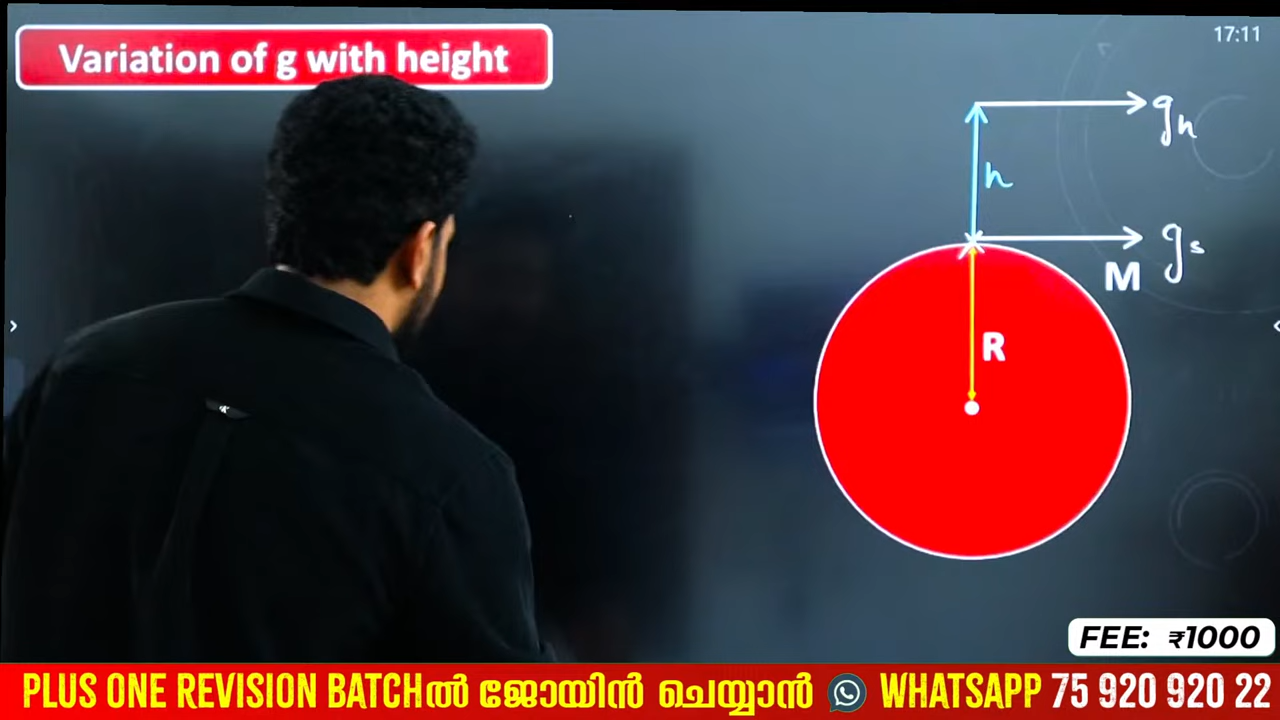 Variation of g with height
17:11
gh
h
gs
M
R
FEE: ₹1000
PLUS ONE REVISION BATCHൽ ജോയിൻ ചെയ്യാൻ WHATSAPP 75 920 920 22